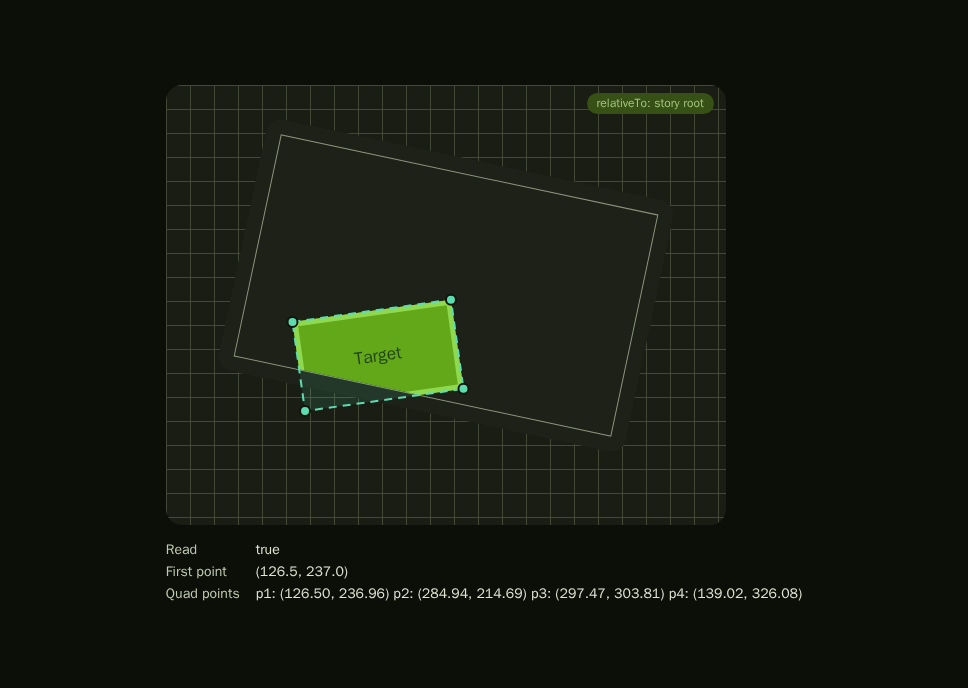 relativeTo: story root
Target
Read true
First point (126.5, 237.0)
Quad points p1: (126.50, 236.96) p2: (284.94, 214.69) p3: (297.47, 303.81) p4: (139.02, 326.08)